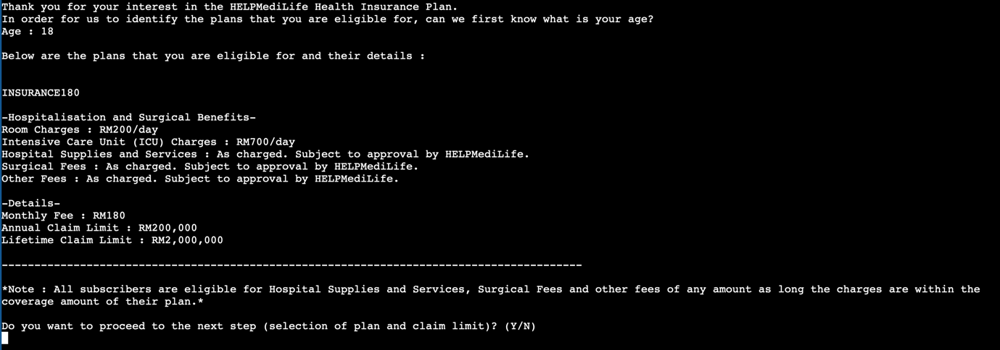 Thank you for your interest in the HELPMediLife Health Insurance Plan.
In order for us to identify the plans that you are eligible for, can we first know what is your age?
Age : 18
Below are the plans that you are eligible for and their details :
INSURANCE180
-Hospitalisation and Surgical Benefits-
Room Charges : RM200/day
Intensive Care Unit (ICU) Charges : RM700/day
Hospital Supplies and Services : As charged. Subject to approval by HELPMediLife.
Surgical Fees : As charged. Subject to approval by HELPMediLife.
Other Fees : As charged. Subject to approval by HELPMediLife.
-Details-
Monthly Fee : RM180
Annual Claim Limit : RM200,000
Lifetime Claim Limit : RM2,000,000
-----------------------------------------------------------------------------------------
*Note : All subscribers are eligible for Hospital Supplies and Services, Surgical Fees and other fees of any amount as long the charges are within the
coverage amount of their plan.*
Do you want to proceed to the next step (selection of plan and claim limit)? (Y/N)